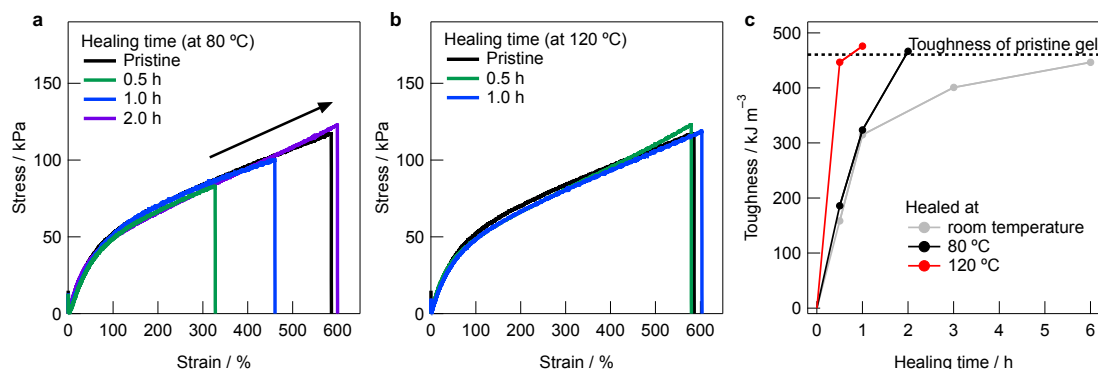 a
Healing time (at 80 ºC)
Pristine
0.5 h
1.0 h
2.0 h
Stress / kPa
150
100
50
0
0 100 200 300 400 500 600
Strain / %
b
Healing time (at 120 ºC)
Pristine
0.5 h
1.0 h
Stress / kPa
150
100
50
0
0 100 200 300 400 500 600
Strain / %
c
Toughness of pristine gel
Toughness / kJ m⁻³
500
400
300
200
100
0
Healed at
room temperature
80 ºC
120 ºC
0 1 2 3 4 5 6
Healing time / h